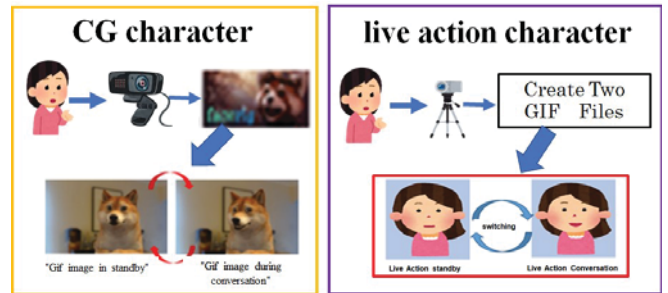 CG character
"Gif image in standby"
"Gif image during
conversation"
live action character
Create Two
GIF Files
switching
Live Action standby
Live Action Conversation